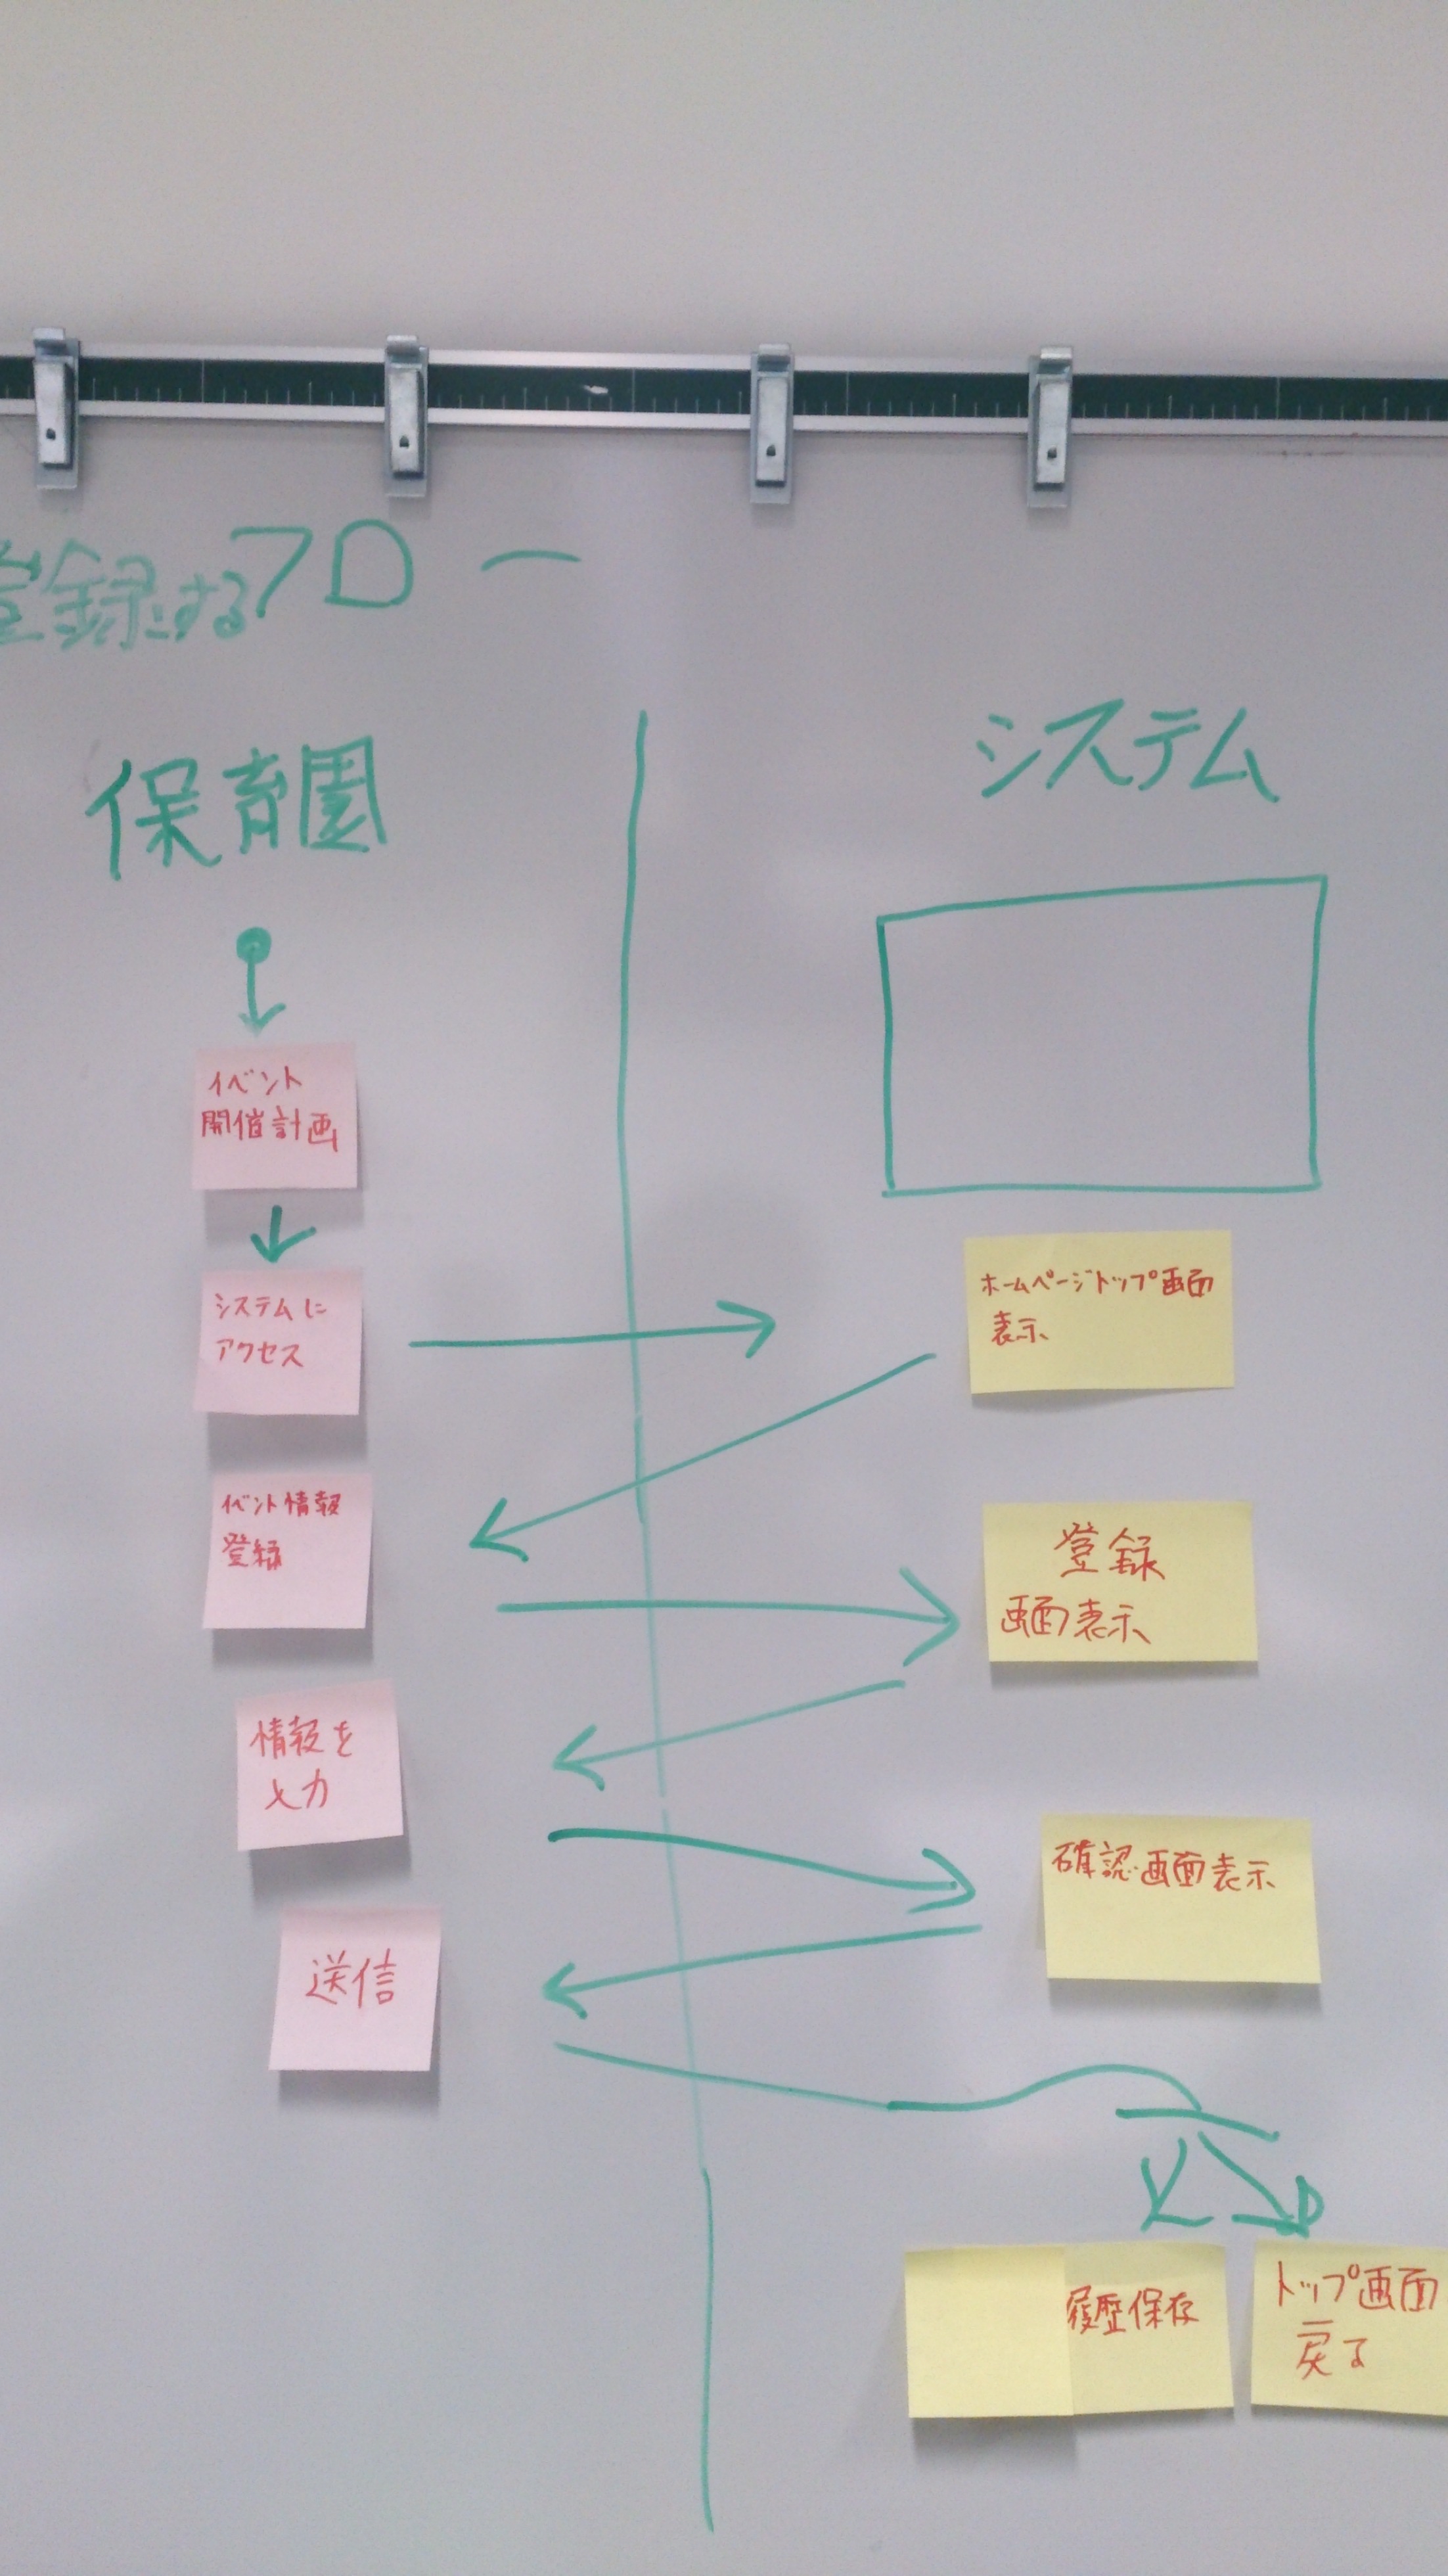 登録するフロー
保育園
システム
イベント
開催計画
システムに
アクセス
ホームページトップ画面
表示
イベント情報
登録
登録
画面表示
情報を
入力
確認画面表示
送信
履歴保存
トップ画面
戻る